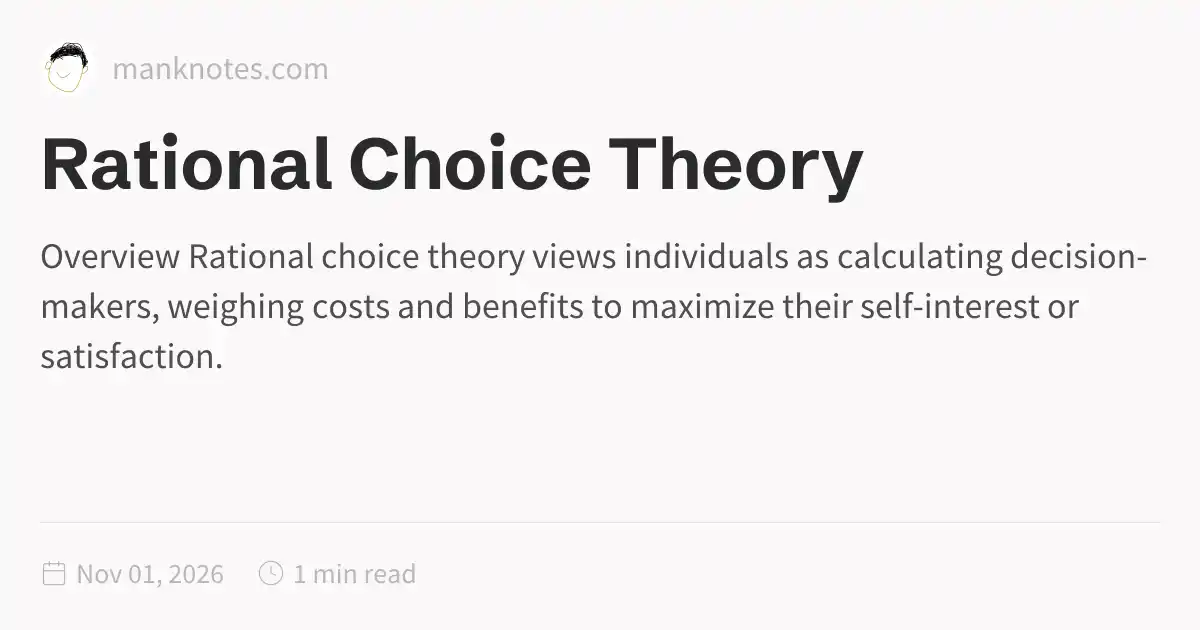 manknotes.com
Rational Choice Theory
Overview Rational choice theory views individuals as calculating decision-
makers, weighing costs and benefits to maximize their self-interest or
satisfaction.
Nov 01, 2026 1 min read